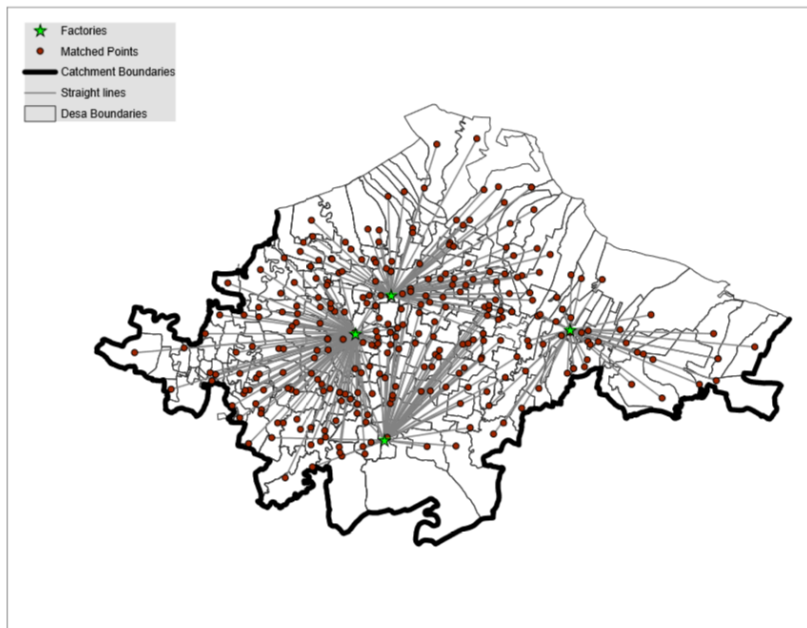 Factories
Matched Points
Catchment Boundaries
Straight lines
Desa Boundaries